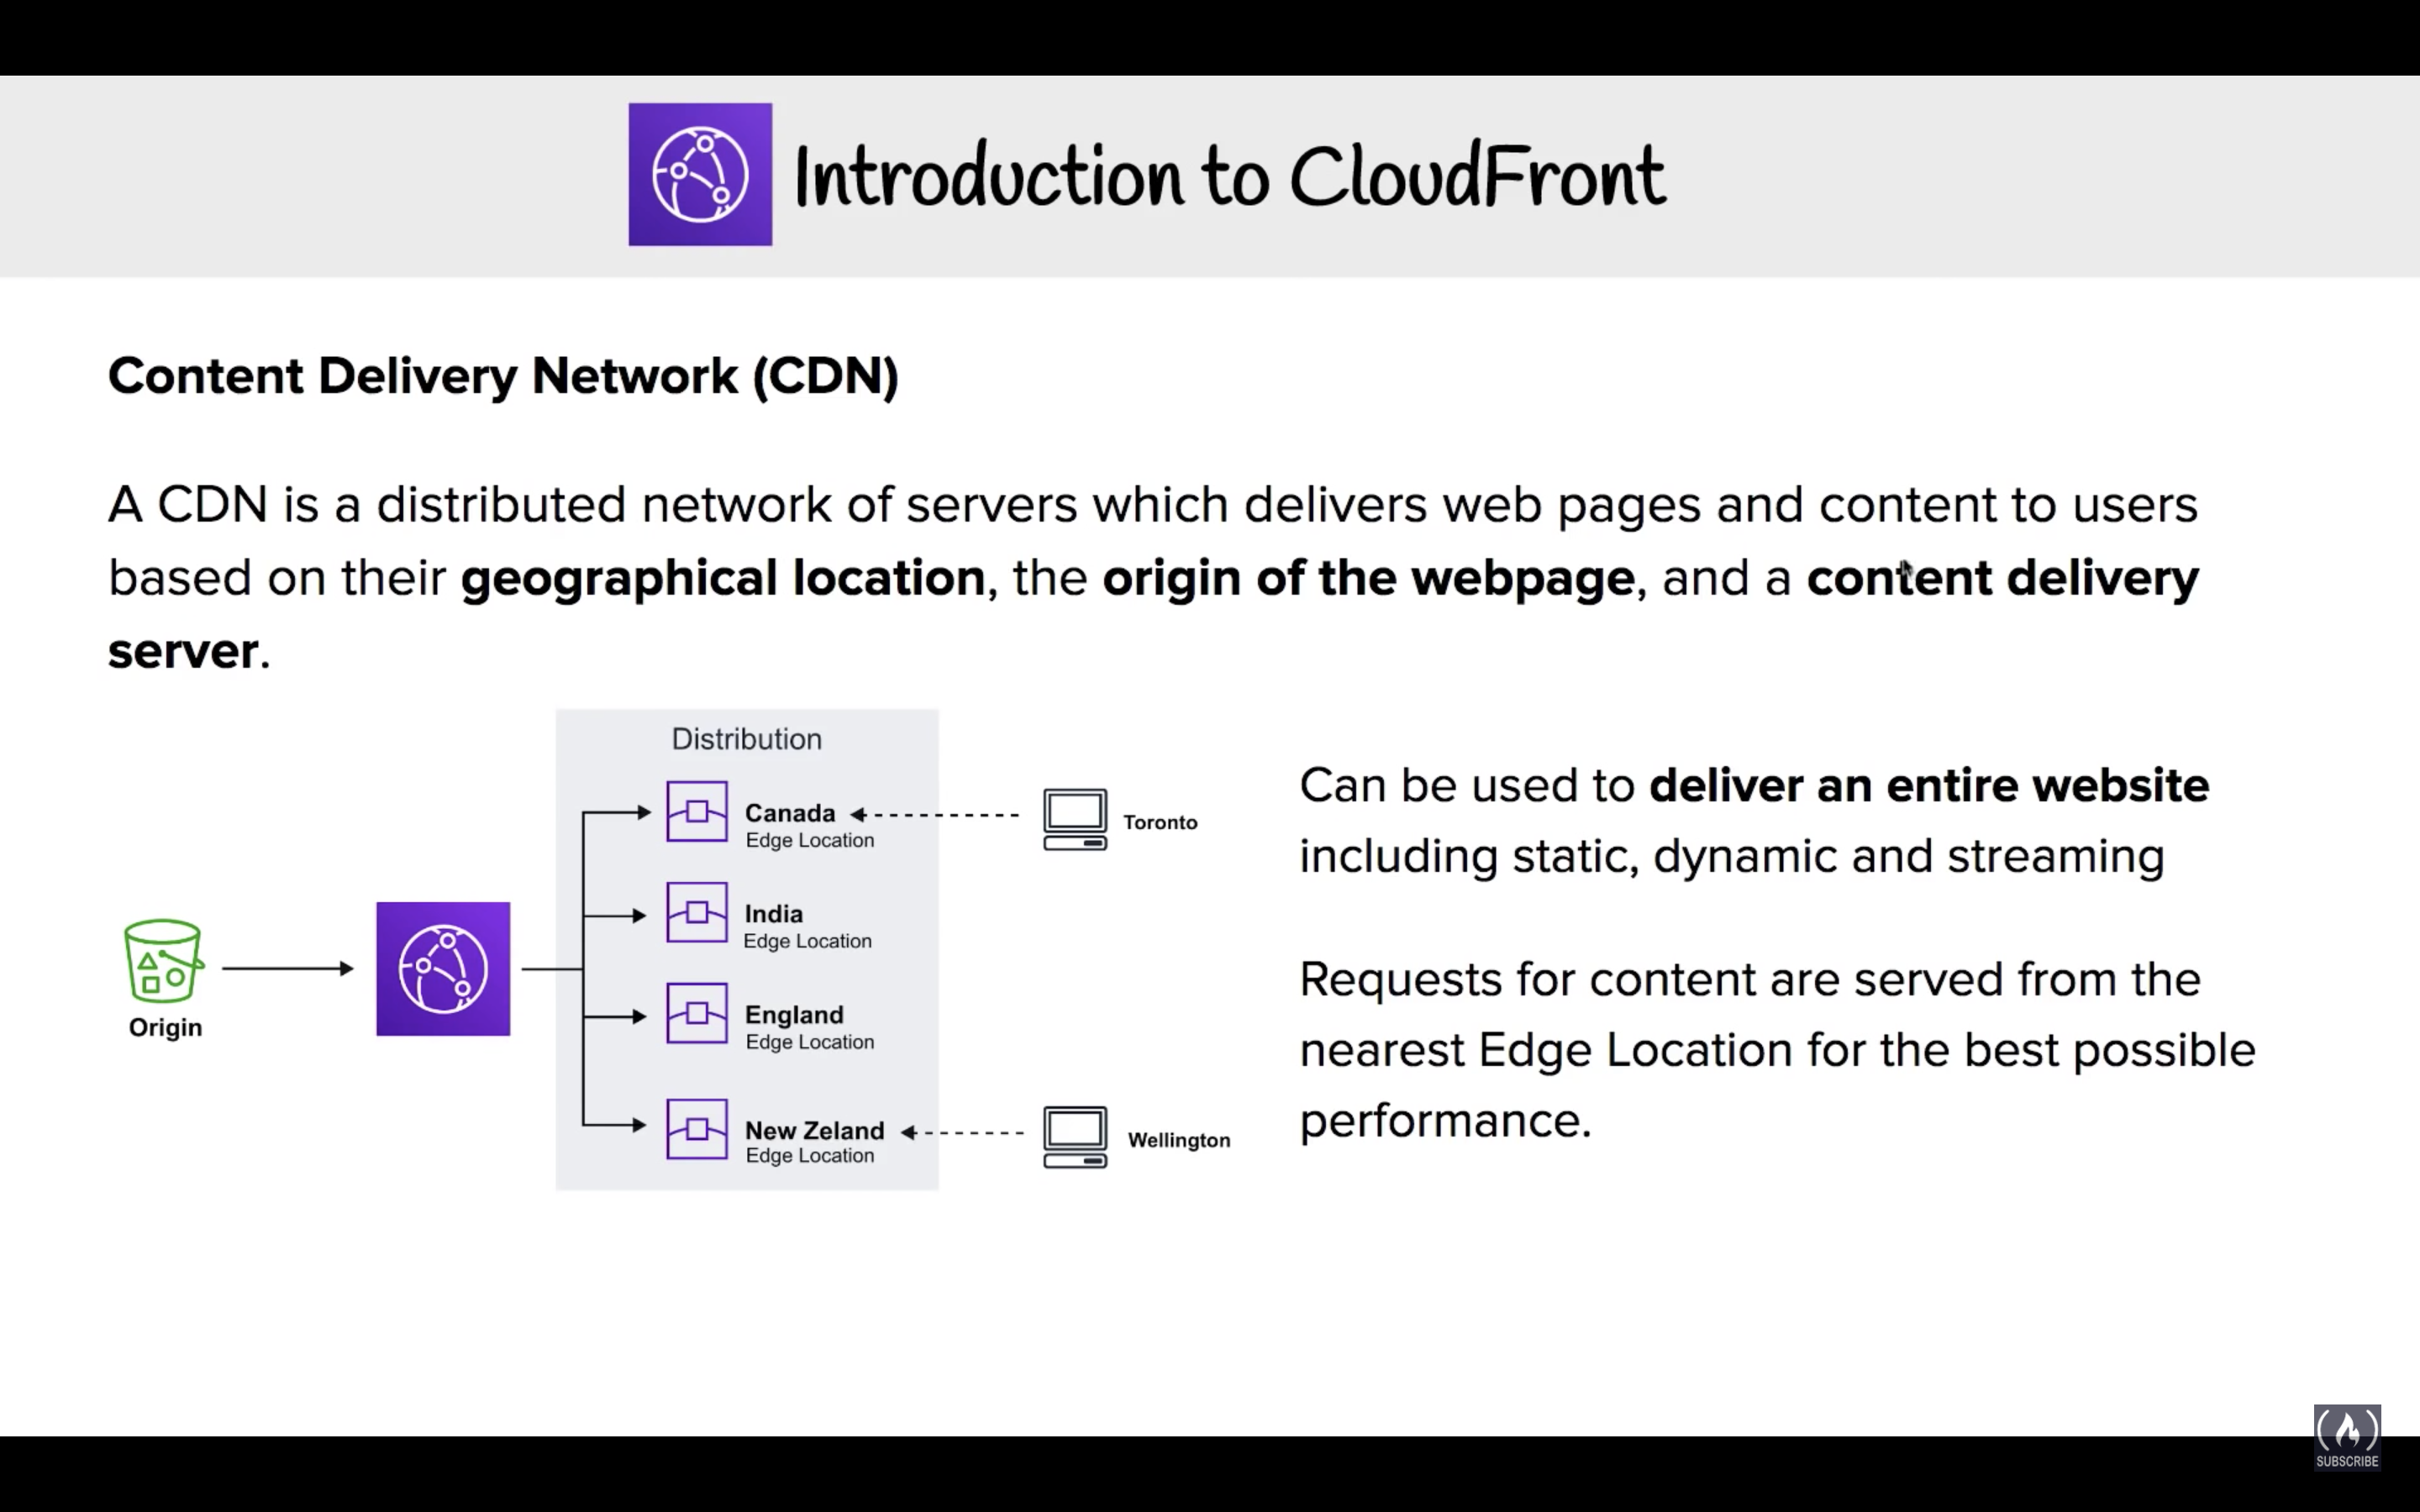 Introduction to CloudFront
Content Delivery Network (CDN)
A CDN is a distributed network of servers which delivers web pages and content to users
based on their geographical location, the origin of the webpage, and a content delivery
server.
Distribution
Canada
Edge Location
Toronto
India
Edge Location
England
Edge Location
New Zeland
Edge Location
Wellington
Origin
Can be used to deliver an entire website
including static, dynamic and streaming
Requests for content are served from the
nearest Edge Location for the best possible
performance.
SUBSCRIBE